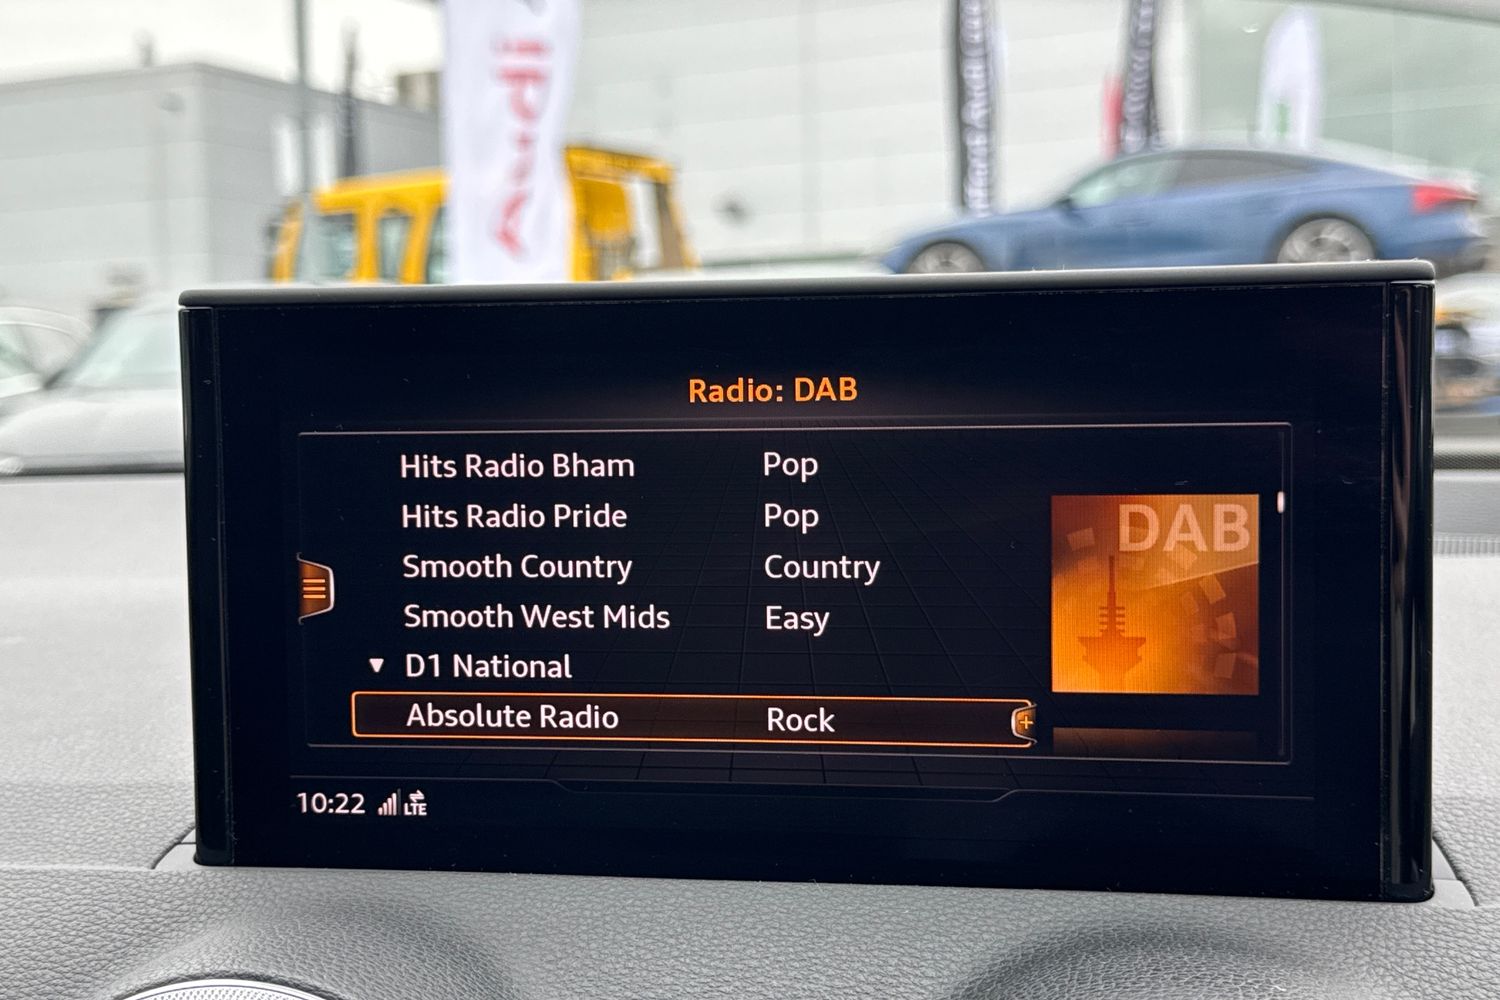 Audi
Radio: DAB
Hits Radio Bham Pop
Hits Radio Pride Pop
Smooth Country Country
Smooth West Mids Easy
▼ D1 National
Absolute Radio Rock
DAB
10:22 LTE